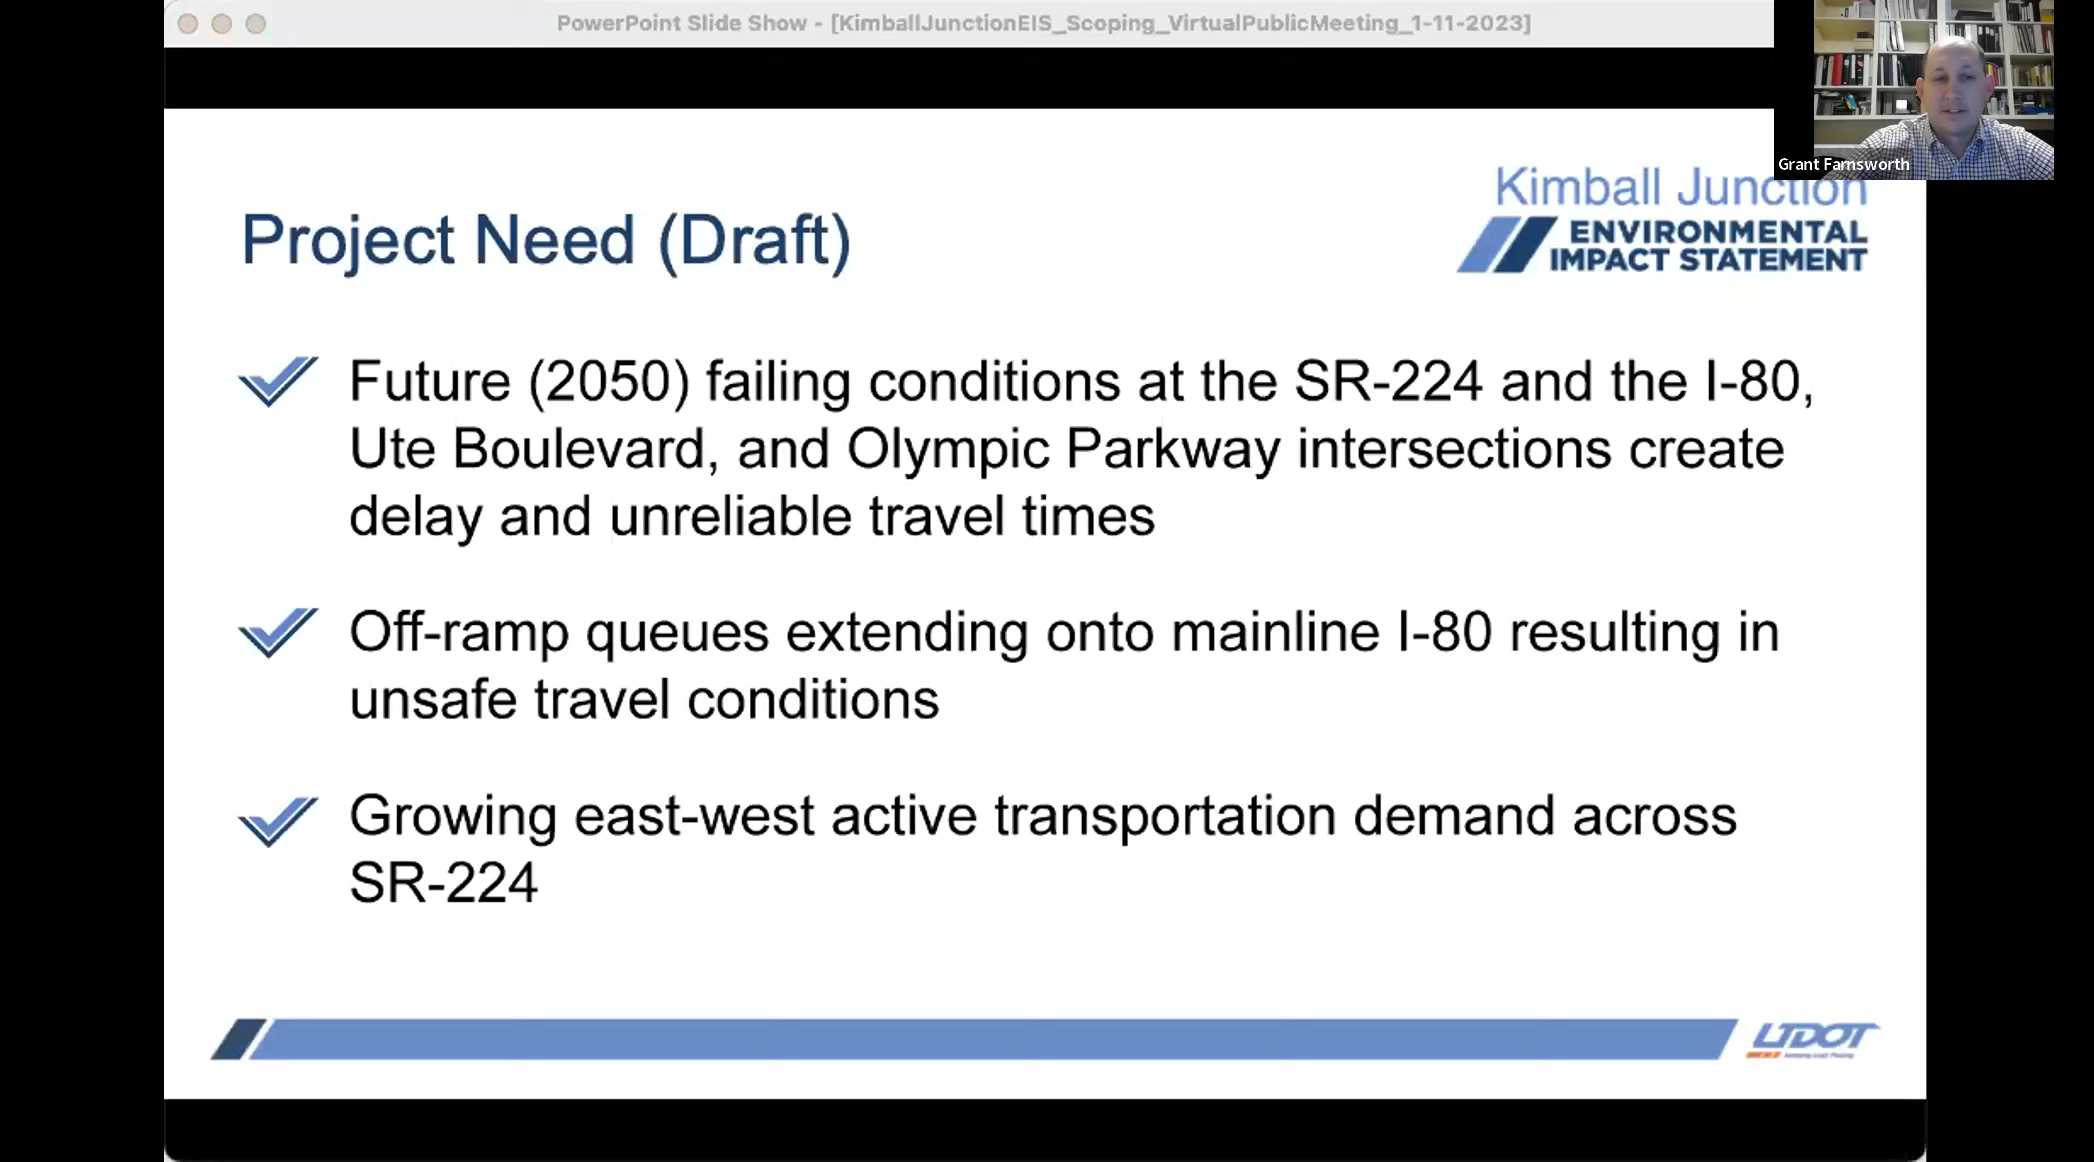 PowerPoint Slide Show - [KimballJunctionEIS_Scoping_VirtualPublicMeeting_1-11-2023]
Grant Farnsworth
Kimball Junction
ENVIRONMENTAL
IMPACT STATEMENT
Project Need (Draft)
Future (2050) failing conditions at the SR-224 and the I-80,
Ute Boulevard, and Olympic Parkway intersections create
delay and unreliable travel times
Off-ramp queues extending onto mainline I-80 resulting in
unsafe travel conditions
Growing east-west active transportation demand across
SR-224
UDOT
Keeping Utah Moving